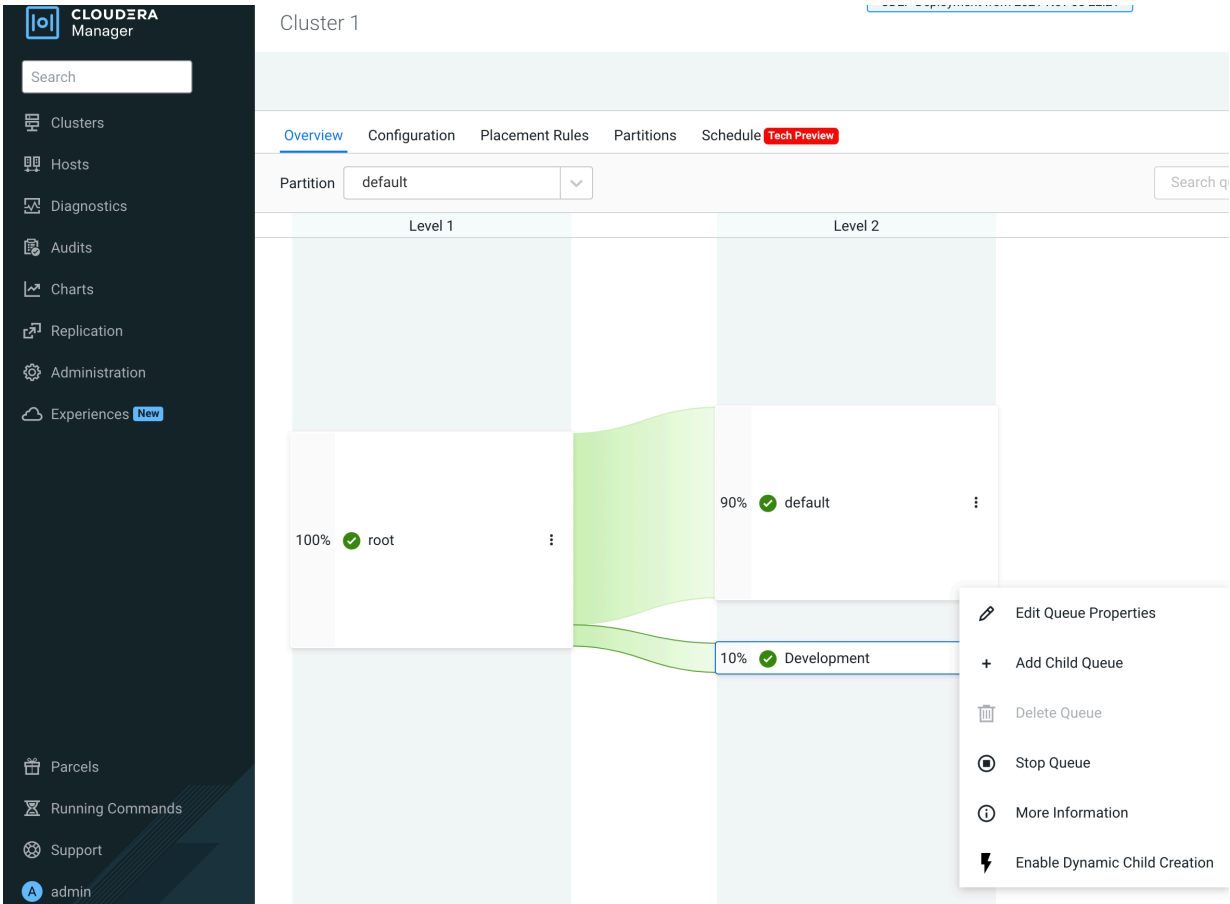 CLOUDERA
Manager
Search
Clusters
Hosts
Diagnostics
Audits
Charts
Replication
Administration
Experiences New
Parcels
Running Commands
Support
A admin
Cluster 1
Overview Configuration Placement Rules Partitions Schedule Tech Preview
Partition default Search
Level 1 Level 2
100% root
90% default
10% Development
Edit Queue Properties
Add Child Queue
Delete Queue
Stop Queue
More Information
Enable Dynamic Child Creation